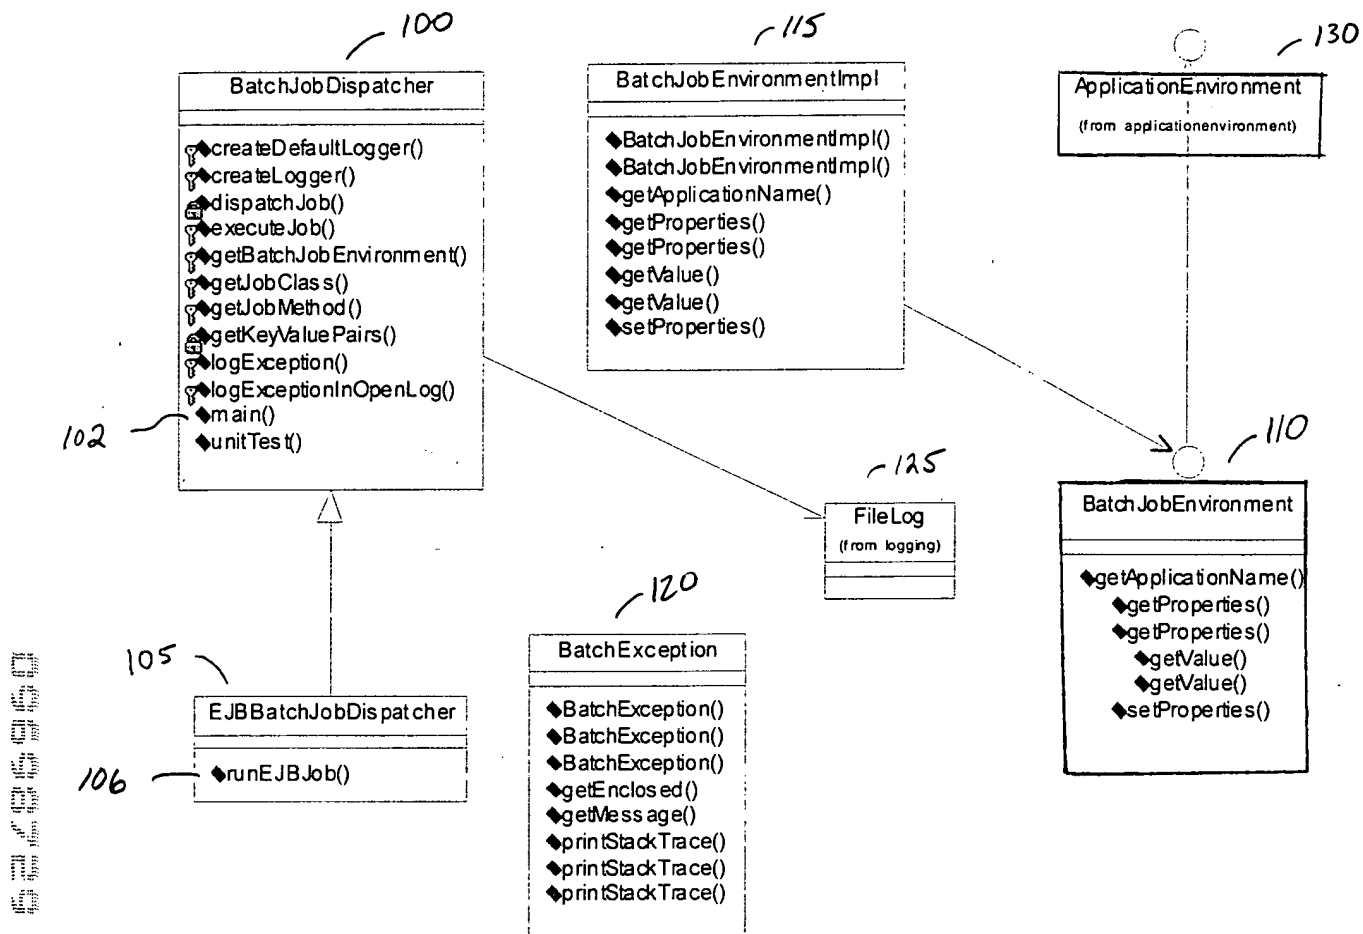 100
BatchJobDispatcher
createDefaultLogger()
createLogger()
dispatchJob()
executeJob()
getBatchJobEnvironment()
getJobClass()
getJobMethod()
getKeyValuePairs()
logException()
logExceptionInOpenLog()
main()
unitTest()
102
115
BatchJobEnvironmentImpl
BatchJobEnvironmentImpl()
BatchJobEnvironmentImpl()
getApplicationName()
getProperties()
getProperties()
getValue()
getValue()
setProperties()
130
ApplicationEnvironment
(from applicationenvironment)
125
FileLog
(from logging)
110
BatchJobEnvironment
getApplicationName()
getProperties()
getProperties()
getValue()
getValue()
setProperties()
105
EJBBatchJobDispatcher
runEJBJob()
106
120
BatchException
BatchException()
BatchException()
BatchException()
getEnclosed()
getMessage()
printStackTrace()
printStackTrace()
printStackTrace()